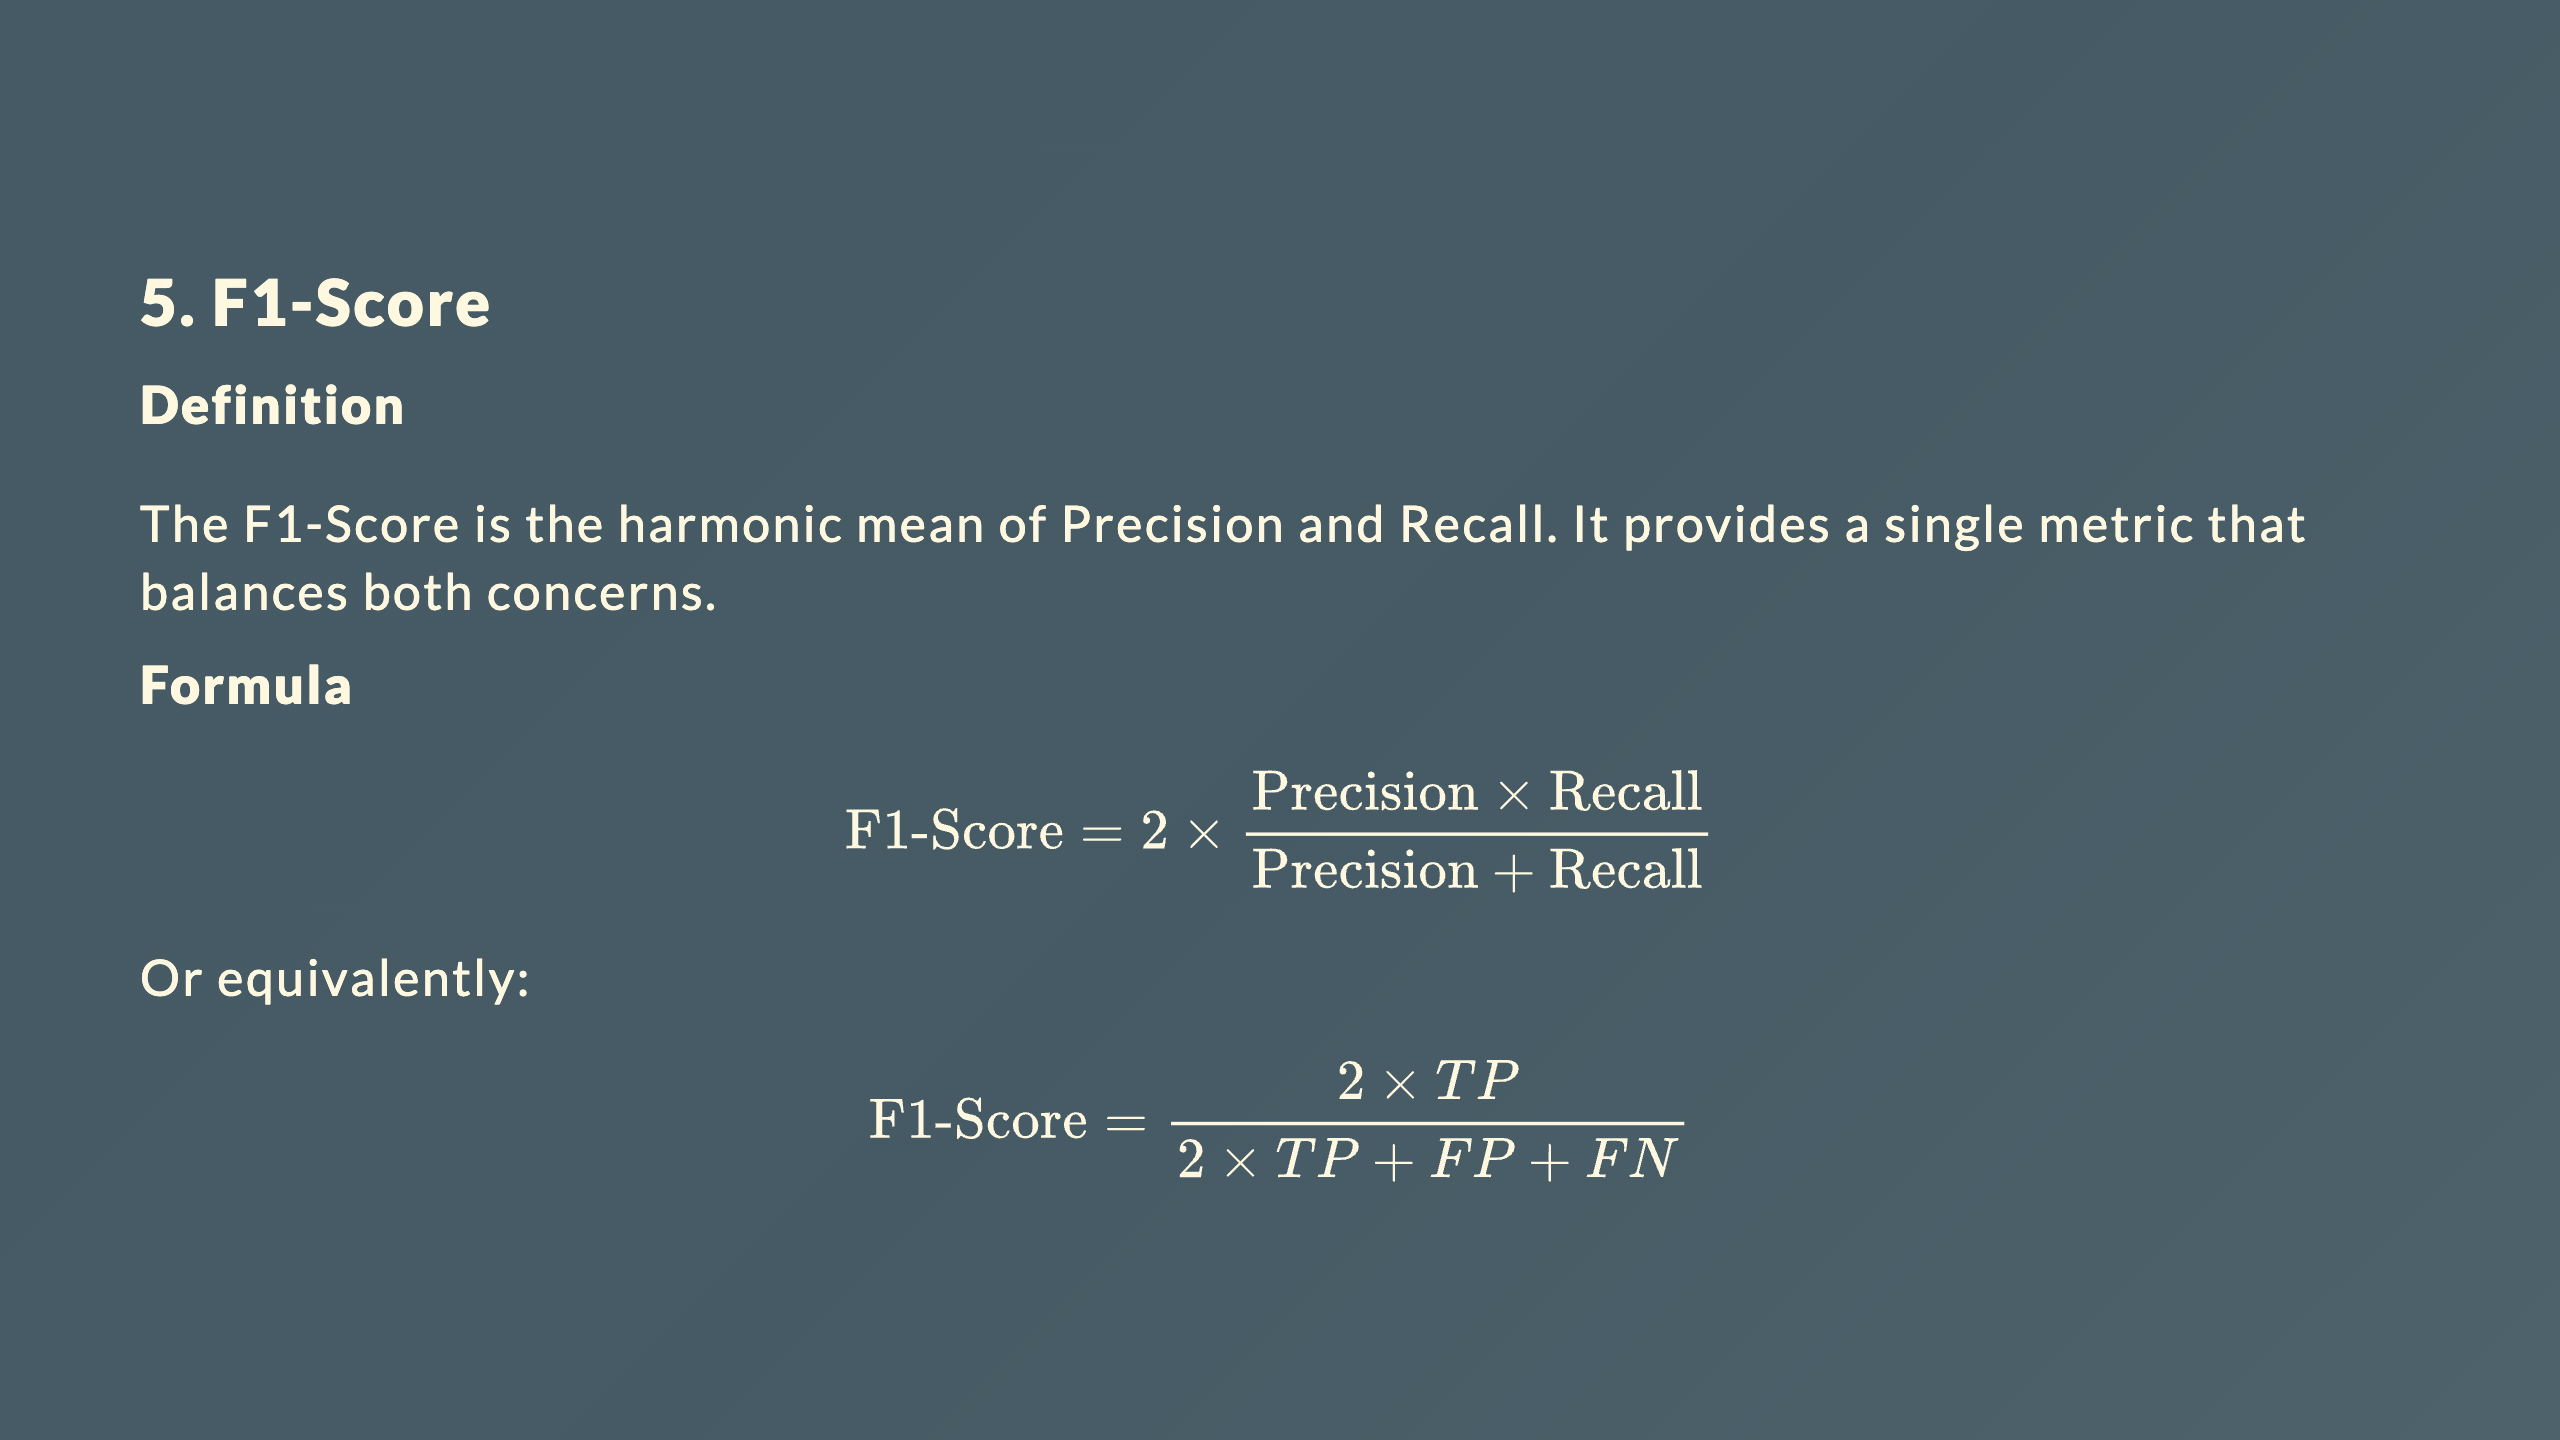 5. F1-Score
Definition
The F1-Score is the harmonic mean of Precision and Recall. It provides a single metric that
balances both concerns.
Formula
F1-Score = 2 × \frac{Precision × Recall}{Precision + Recall}
Or equivalently:
F1-Score = \frac{2 × TP}{2 × TP + FP + FN}